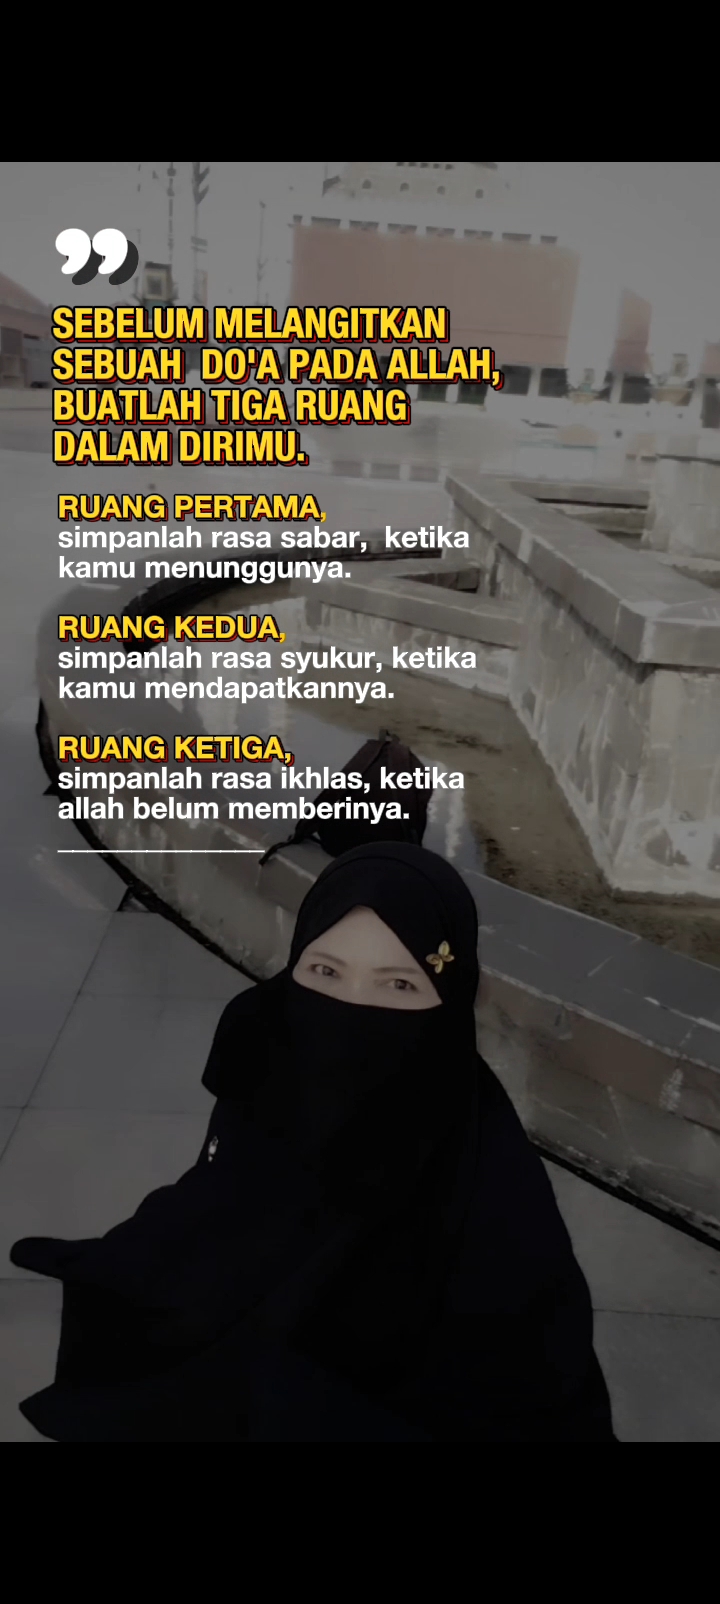 SEBELUM MELANGITKAN
SEBUAH DO'A PADA ALLAH,
BUATLAH TIGA RUANG
DALAM DIRIMU.
RUANG PERTAMA,
simpanlah rasa sabar, ketika
kamu menunggunya.
RUANG KEDUA,
simpanlah rasa syukur, ketika
kamu mendapatkannya.
RUANG KETIGA,
simpanlah rasa ikhlas, ketika
allah belum memberinya.